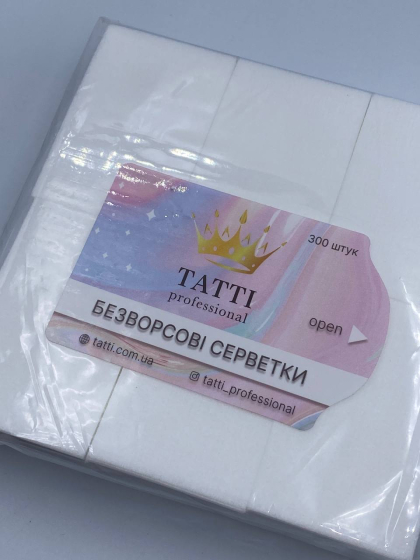 300 штук
TATTI
professional
open
БЕЗВОРСОВІ СЕРВЕТКИ
tatti.com.ua
tatti_professional